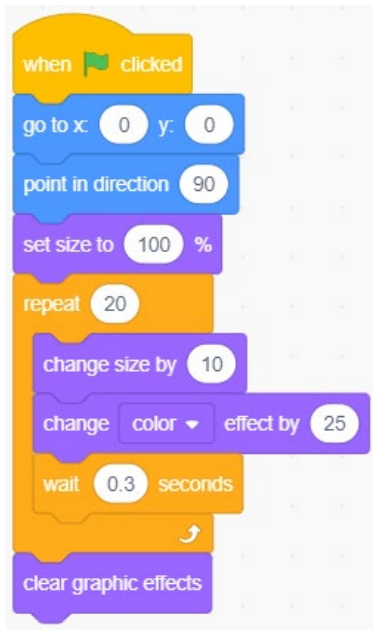 when clicked
go to x: 0 y: 0
point in direction 90
set size to 100 %
repeat 20
change size by 10
change color effect by 25
wait 0.3 seconds
clear graphic effects